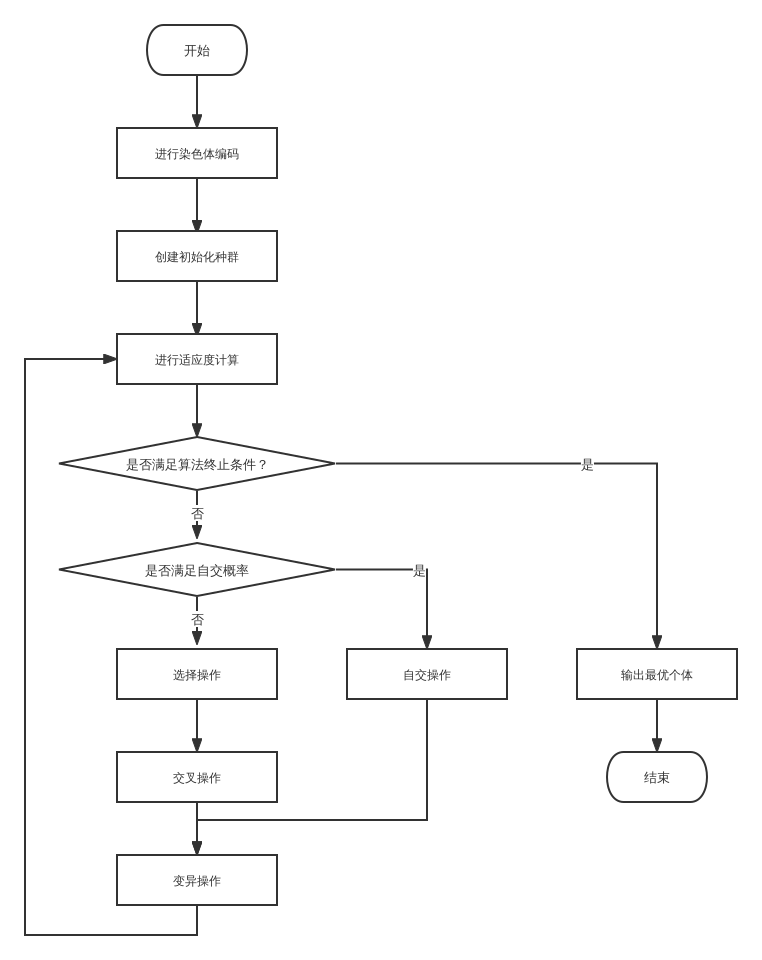 开始
进行染色体编码
创建初始化种群
进行适应度计算
是否满足算法终止条件？
是
否
是否满足自交概率
是
否
选择操作
自交操作
输出最优个体
交叉操作
结束
变异操作